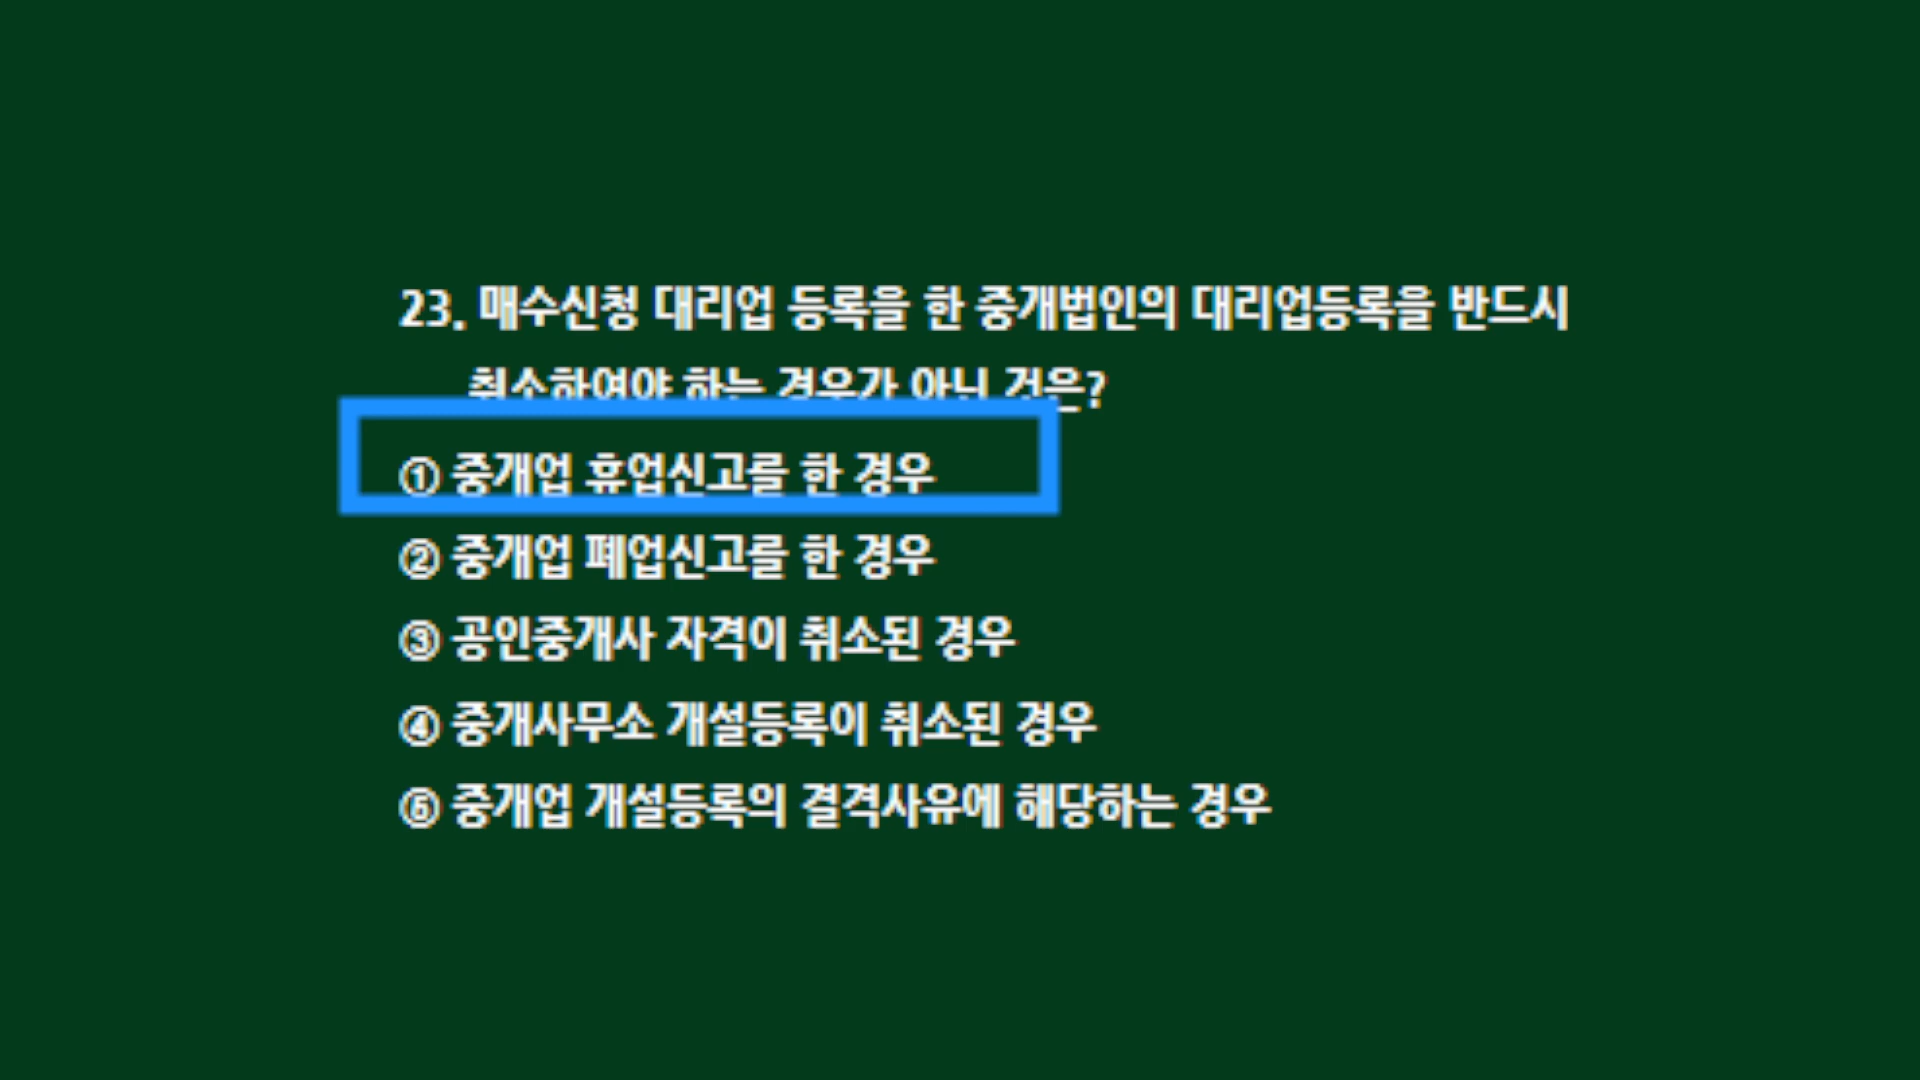 23. 매수신청 대리업 등록을 한 중개법인의 대리업등록을 반드시
취소하여야 하는 경우가 아닌 것은?
① 중개업 휴업신고를 한 경우
② 중개업 폐업신고를 한 경우
③ 공인중개사 자격이 취소된 경우
④ 중개사무소 개설등록이 취소된 경우
⑤ 중개업 개설등록의 결격사유에 해당하는 경우